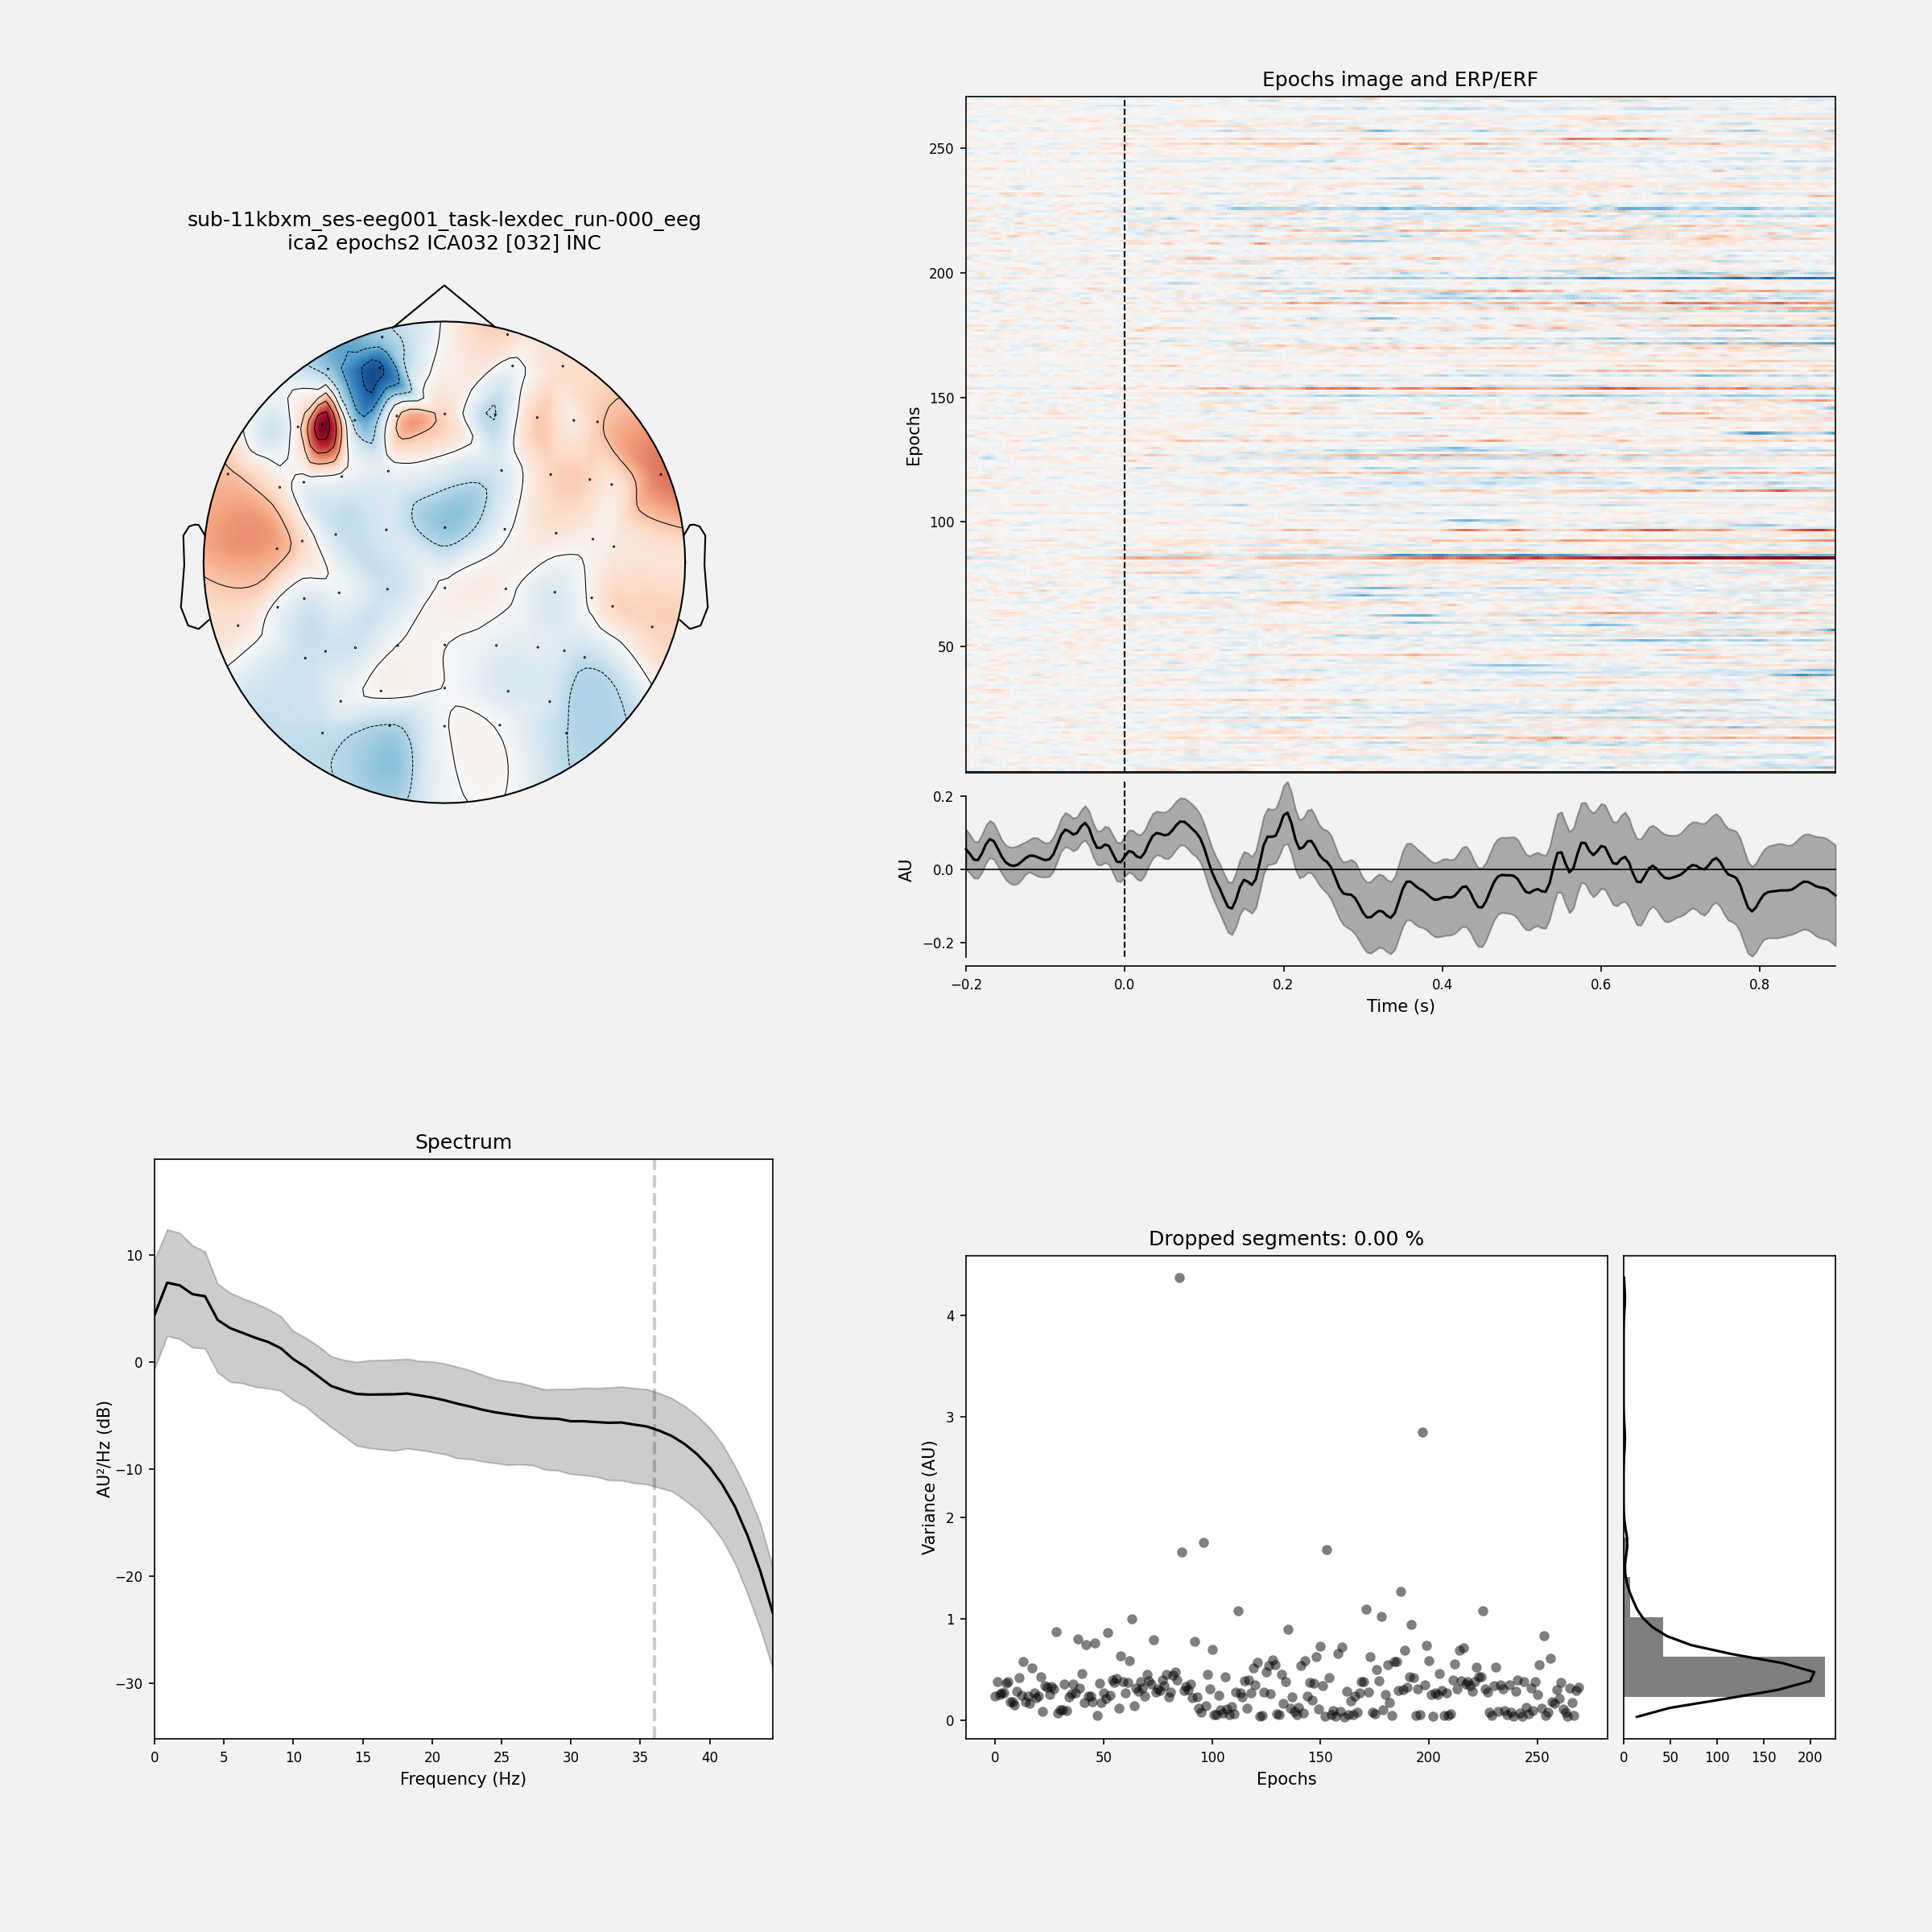 sub-11kbxm_ses-eeg001_task-lexdec_run-000_eeg
ica2 epochs2 ICA032 [032] INC
Epochs image and ERP/ERF
250
200
150
100
50
Epochs
0.2
0.0
−0.2
AU
−0.2 0.0 0.2 0.4 0.6 0.8
Time (s)
Spectrum
10
0
−10
−20
−30
AU²/Hz (dB)
0 5 10 15 20 25 30 35 40
Frequency (Hz)
Dropped segments: 0.00 %
4
3
2
1
0
Variance (AU)
0 50 100 150 200 250
Epochs
0 50 100 150 200